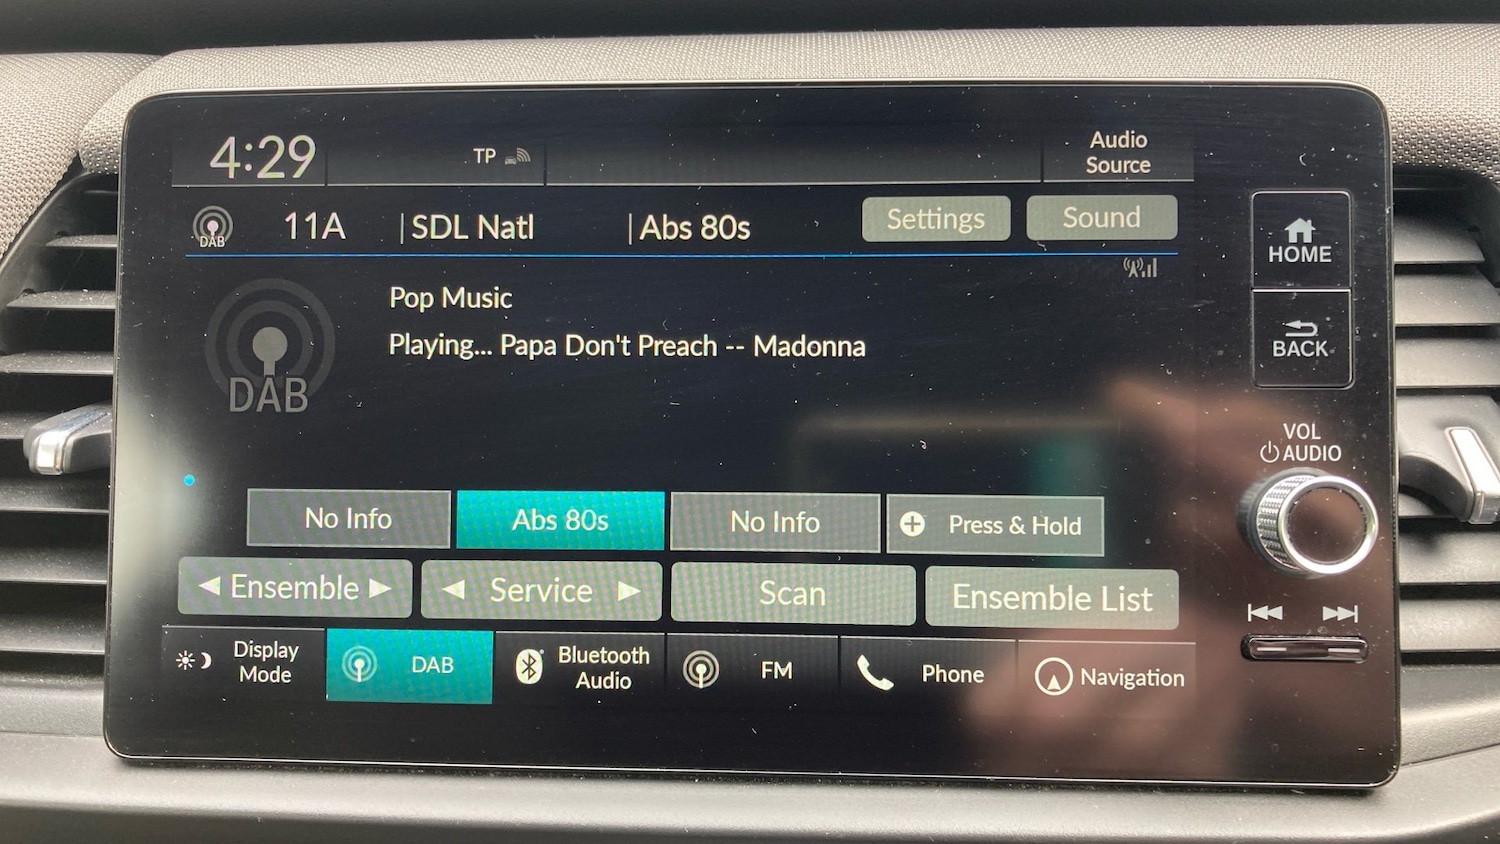 4:29 TP Audio
Source
DAB 11A | SDL Natl | Abs 80s Settings Sound
HOME
Pop Music
Playing... Papa Don't Preach -- Madonna
DAB
BACK
VOL
AUDIO
No Info Abs 80s No Info Press & Hold
Ensemble Service Scan Ensemble List
Display
Mode
DAB
Bluetooth
Audio
FM
Phone
Navigation